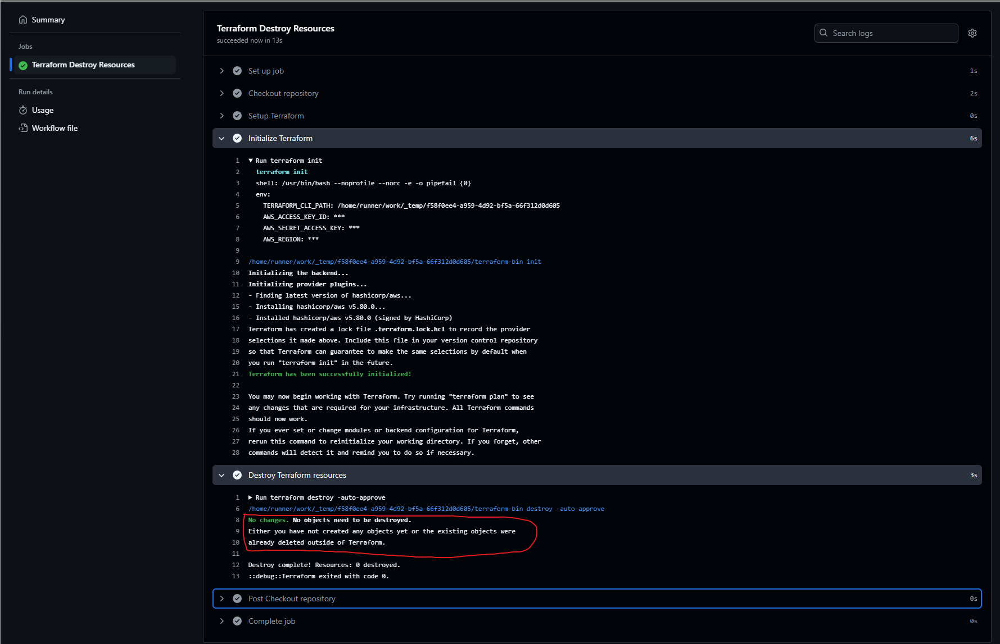 Summary
Jobs
Terraform Destroy Resources
Run details
Usage
Workflow file
Terraform Destroy Resources
succeeded now in 13s
Search logs
Set up job 1s
Checkout repository 2s
Setup Terraform 0s
Initialize Terraform 6s
1 ▼ Run terraform init
2 terraform init
3 shell: /usr/bin/bash --noprofile --norc -e -o pipefail {0}
4 env:
5 TERRAFORM_CLI_PATH: /home/runner/work/_temp/f58f0ee4-a959-4d92-bf5a-66f312d0d605
6 AWS_ACCESS_KEY_ID: ***
7 AWS_SECRET_ACCESS_KEY: ***
8 AWS_REGION: ***
9
9 /home/runner/work/_temp/f58f0ee4-a959-4d92-bf5a-66f312d0d605/terraform-bin init
10 Initializing the backend...
11 Initializing provider plugins...
12 - Finding latest version of hashicorp/aws...
15 - Installing hashicorp/aws v5.80.0...
16 - Installed hashicorp/aws v5.80.0 (signed by HashiCorp)
17 Terraform has created a lock file .terraform.lock.hcl to record the provider
18 selections it made above. Include this file in your version control repository
19 so that Terraform can guarantee to make the same selections by default when
20 you run "terraform init" in the future.
21 Terraform has been successfully initialized!
22
23 You may now begin working with Terraform. Try running "terraform plan" to see
24 any changes that are required for your infrastructure. All Terraform commands
25 should now work.
26 If you ever set or change modules or backend configuration for Terraform,
27 rerun this command to reinitialize your working directory. If you forget, other
28 commands will detect it and remind you to do so if necessary.
Destroy Terraform resources 3s
1 ▶ Run terraform destroy -auto-approve
6 /home/runner/work/_temp/f58f0ee4-a959-4d92-bf5a-66f312d0d605/terraform-bin destroy -auto-approve
8 No changes. No objects need to be destroyed.
9 Either you have not created any objects yet or the existing objects were
10 already deleted outside of Terraform.
11
12 Destroy complete! Resources: 0 destroyed.
13 ::debug::Terraform exited with code 0.
Post Checkout repository 0s
Complete job 0s